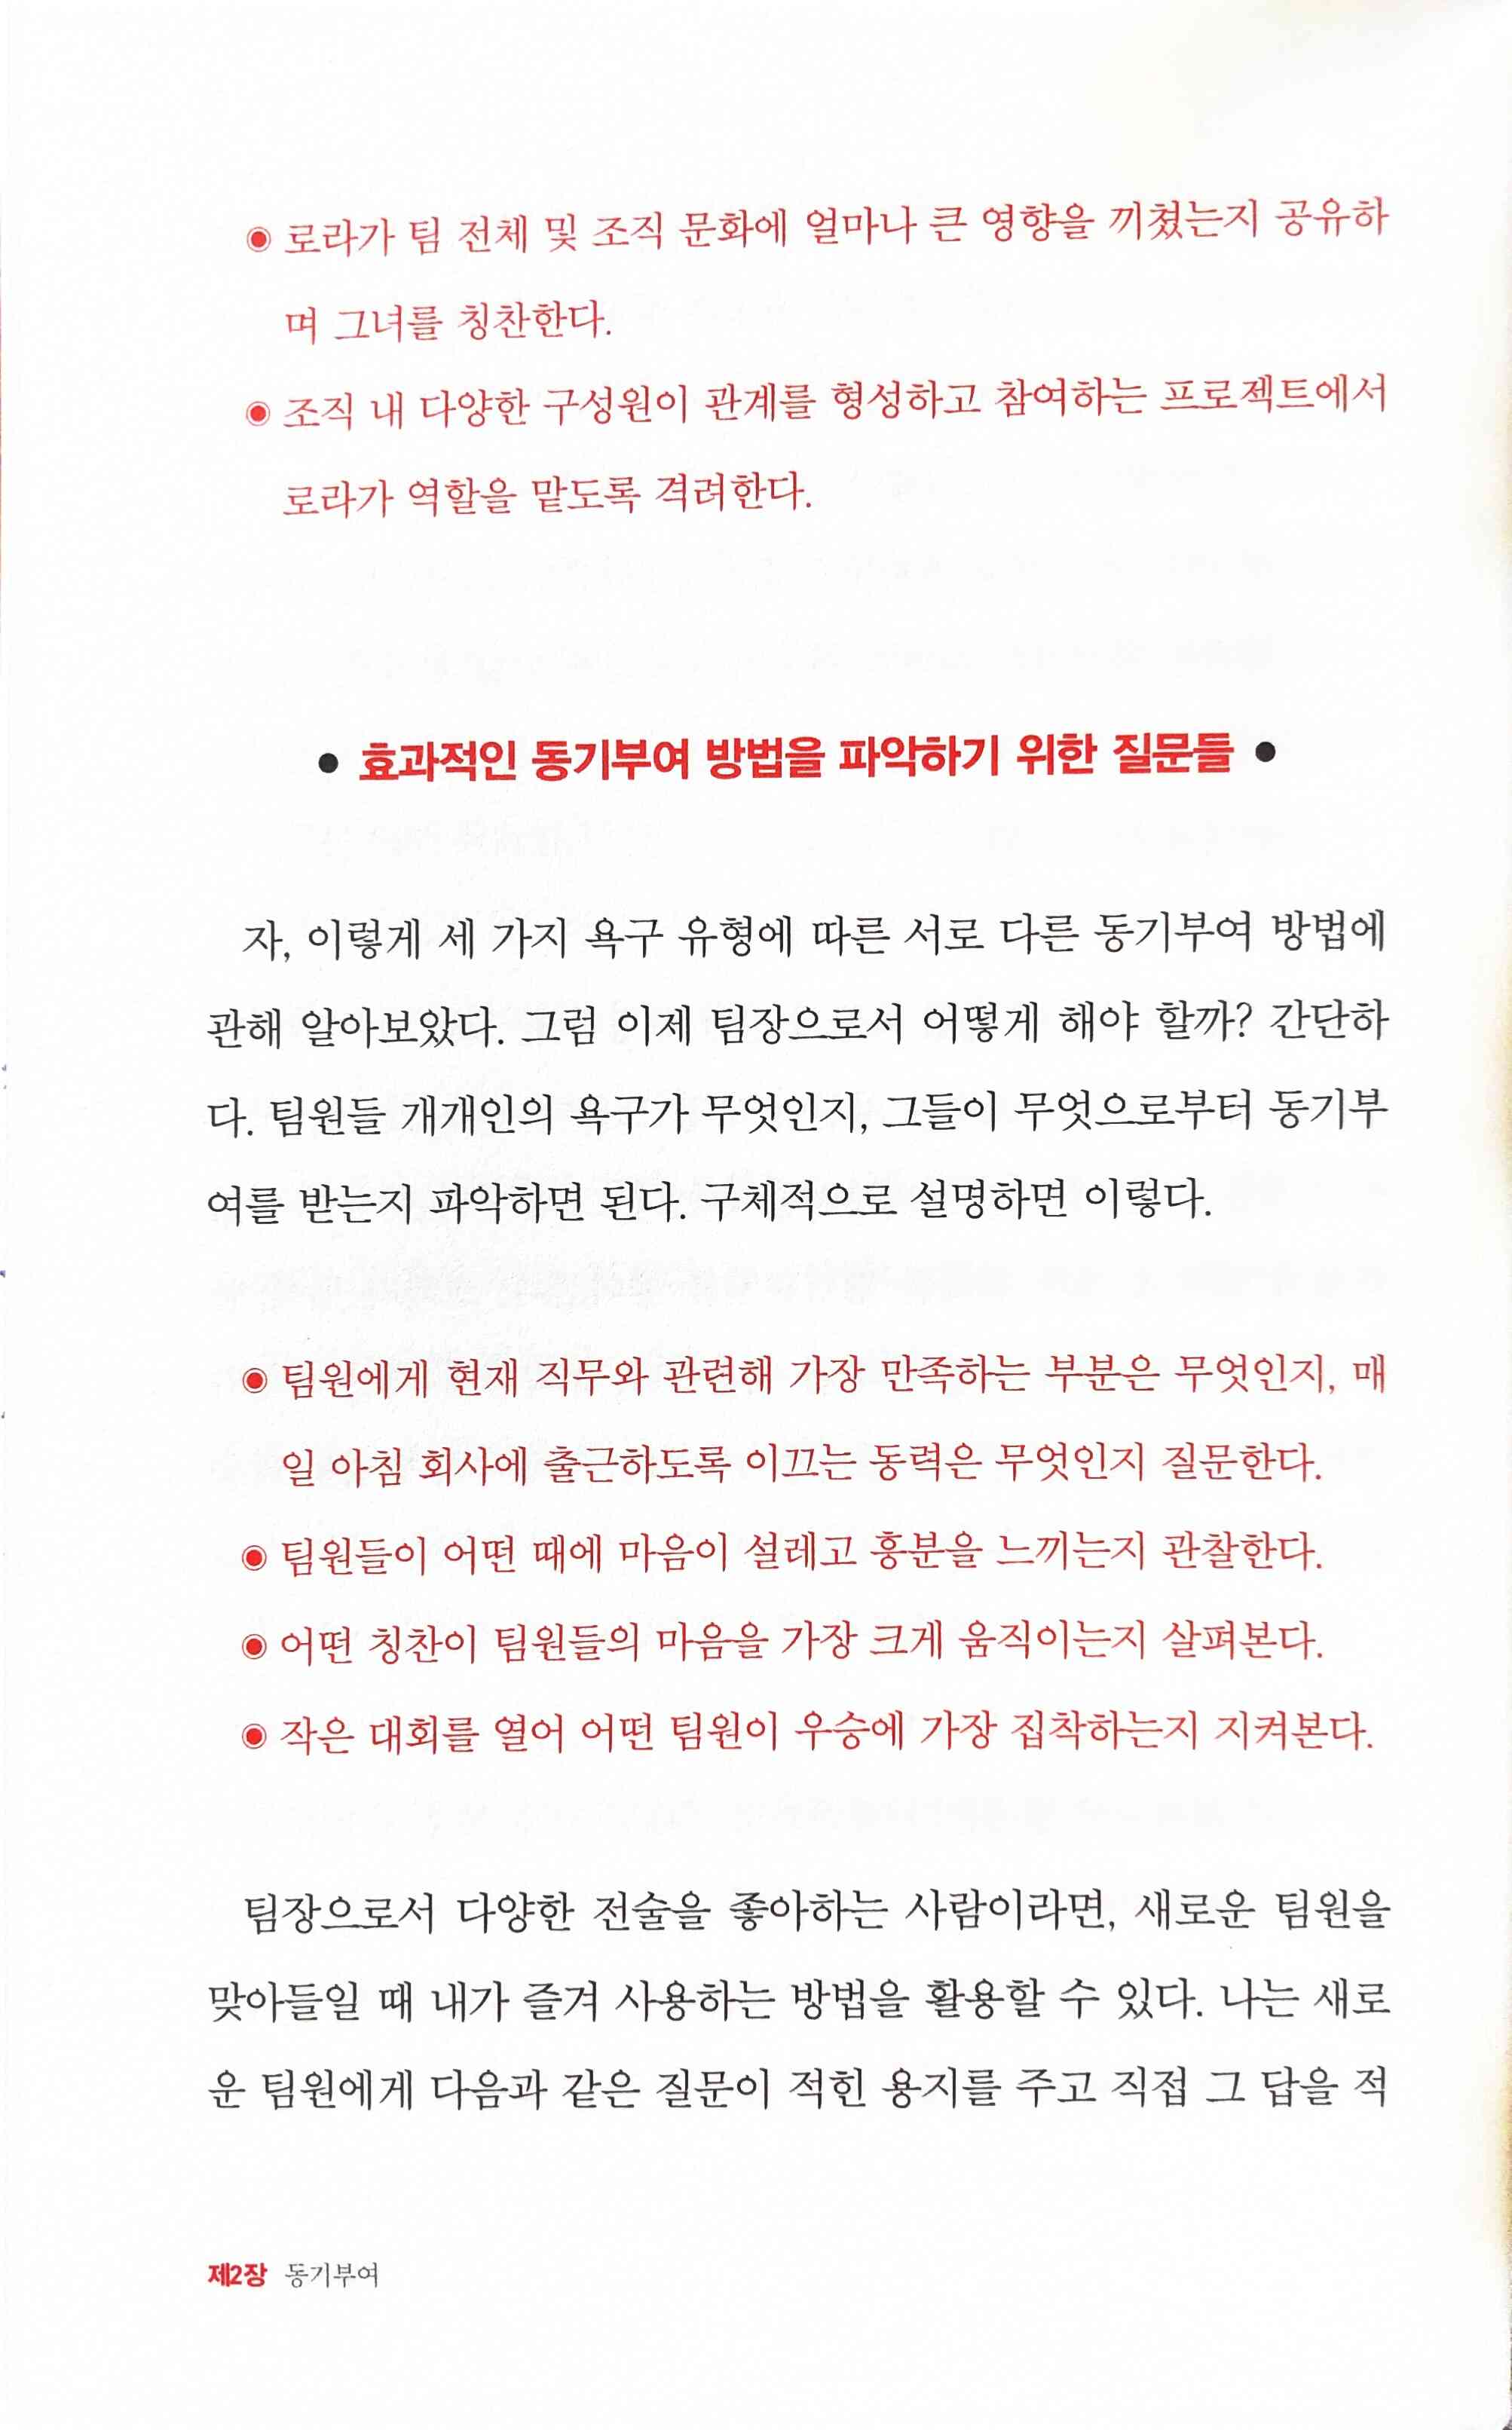 ◉ 로라가 팀 전체 및 조직 문화에 얼마나 큰 영향을 끼쳤는지 공유하
며 그녀를 칭찬한다.
◉ 조직 내 다양한 구성원이 관계를 형성하고 참여하는 프로젝트에서
로라가 역할을 맡도록 격려한다.
• 효과적인 동기부여 방법을 파악하기 위한 질문들 •
자, 이렇게 세 가지 욕구 유형에 따른 서로 다른 동기부여 방법에
관해 알아보았다. 그럼 이제 팀장으로서 어떻게 해야 할까? 간단하
다. 팀원들 개개인의 욕구가 무엇인지, 그들이 무엇으로부터 동기부
여를 받는지 파악하면 된다. 구체적으로 설명하면 이렇다.
◉ 팀원에게 현재 직무와 관련해 가장 만족하는 부분은 무엇인지, 매
일 아침 회사에 출근하도록 이끄는 동력은 무엇인지 질문한다.
◉ 팀원들이 어떤 때에 마음이 설레고 흥분을 느끼는지 관찰한다.
◉ 어떤 칭찬이 팀원들의 마음을 가장 크게 움직이는지 살펴본다.
◉ 작은 대회를 열어 어떤 팀원이 우승에 가장 집착하는지 지켜본다.
팀장으로서 다양한 전술을 좋아하는 사람이라면, 새로운 팀원을
맞아들일 때 내가 즐겨 사용하는 방법을 활용할 수 있다. 나는 새로
운 팀원에게 다음과 같은 질문이 적힌 용지를 주고 직접 그 답을 적
제2장 동기부여